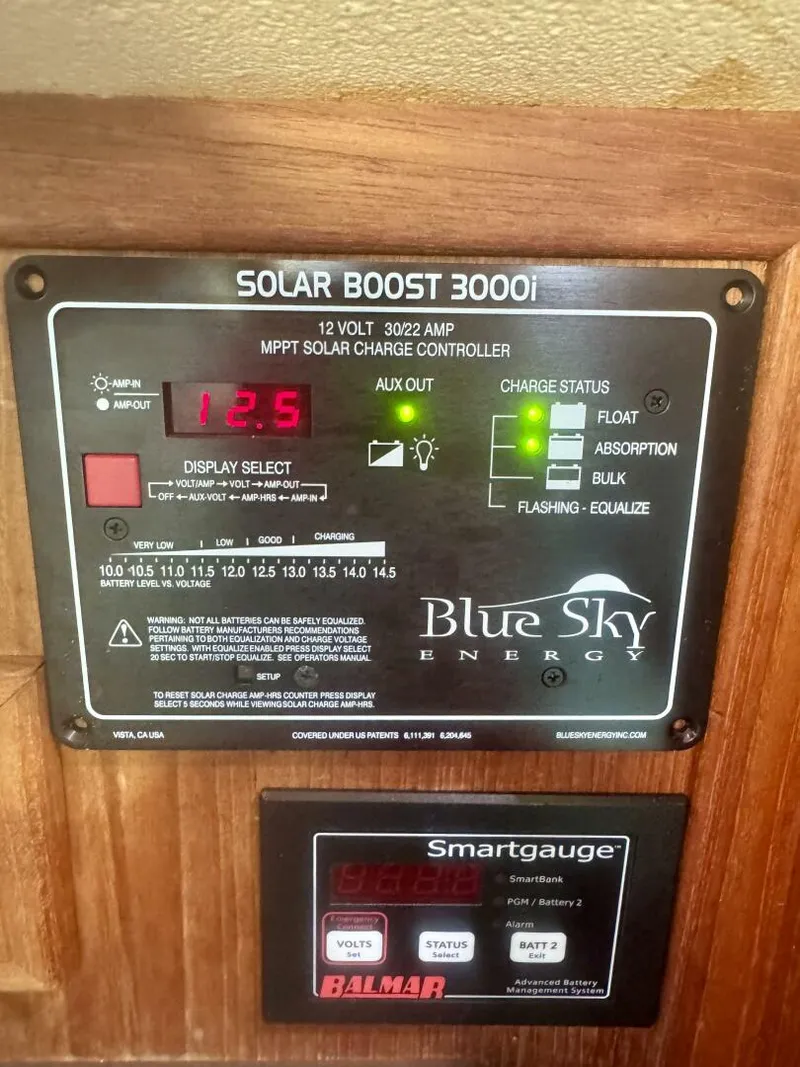 SOLAR BOOST 3000i
12 VOLT 30/22 AMP
MPPT SOLAR CHARGE CONTROLLER
AMP-IN
AMP-OUT
12.5
AUX OUT
CHARGE STATUS
FLOAT
ABSORPTION
BULK
FLASHING - EQUALIZE
DISPLAY SELECT
VOLT/AMP → VOLT → AMP-OUT
OFF ← AUX-VOLT ← AMP-HRS ← AMP-IN
VERY LOW | LOW | GOOD | CHARGING
10.0 10.5 11.0 11.5 12.0 12.5 13.0 13.5 14.0 14.5
BATTERY LEVEL VS. VOLTAGE
Blue Sky
ENERGY
WARNING: NOT ALL BATTERIES CAN BE SAFELY EQUALIZED.
FOLLOW BATTERY MANUFACTURERS RECOMMENDATIONS
PERTAINING TO BOTH EQUALIZATION AND CHARGE VOLTAGE
SETTINGS. WITH EQUALIZE ENABLED PRESS DISPLAY SELECT
20 SEC TO START/STOP EQUALIZE. SEE OPERATORS MANUAL.
SETUP
TO RESET SOLAR CHARGE AMP-HRS COUNTER PRESS DISPLAY
SELECT 5 SECONDS WHILE VIEWING SOLAR CHARGE AMP-HRS.
VISTA, CA USA
COVERED UNDER US PATENTS 6,111,391 6,204,645
BLUESKYENERGYINC.COM
Smartgauge™
SmartBank
PGM / Battery 2
Alarm
Emergency
Connect
VOLTS
Set
STATUS
Select
BATT 2
Exit
BALMAR
Advanced Battery
Management System